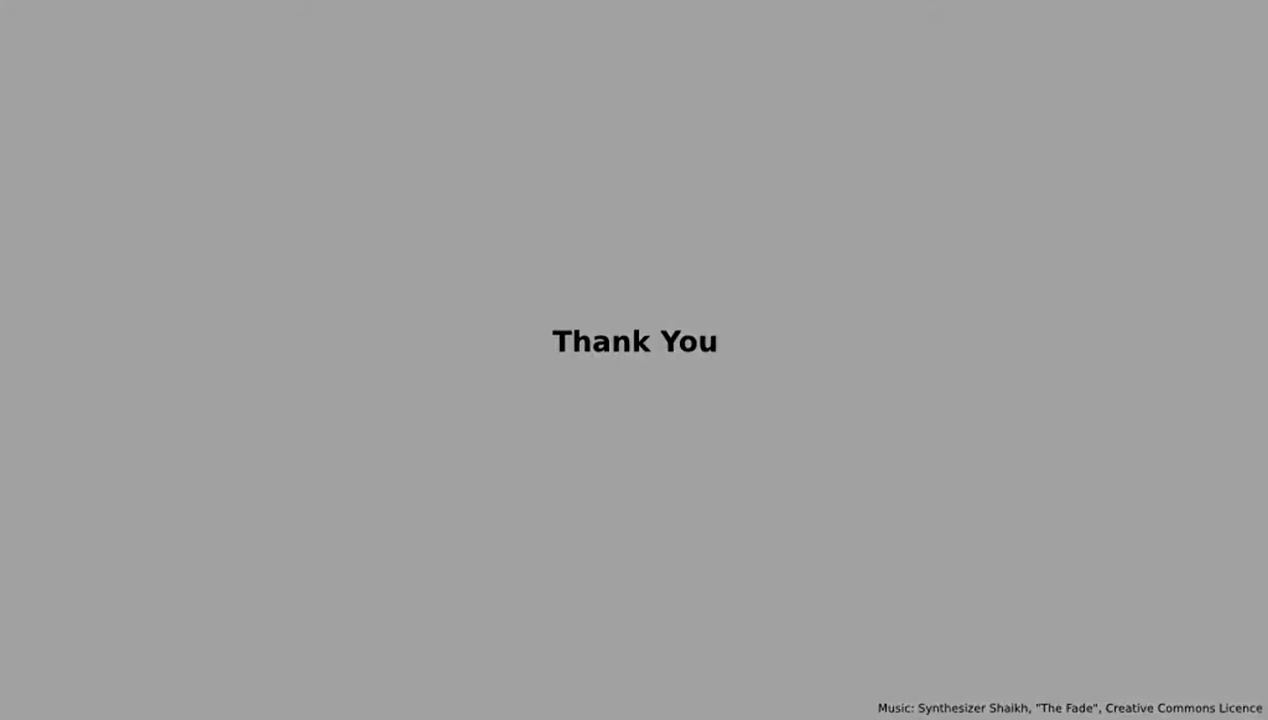 Thank You
Music: Synthesizer Shaikh, "The Fade", Creative Commons Licence